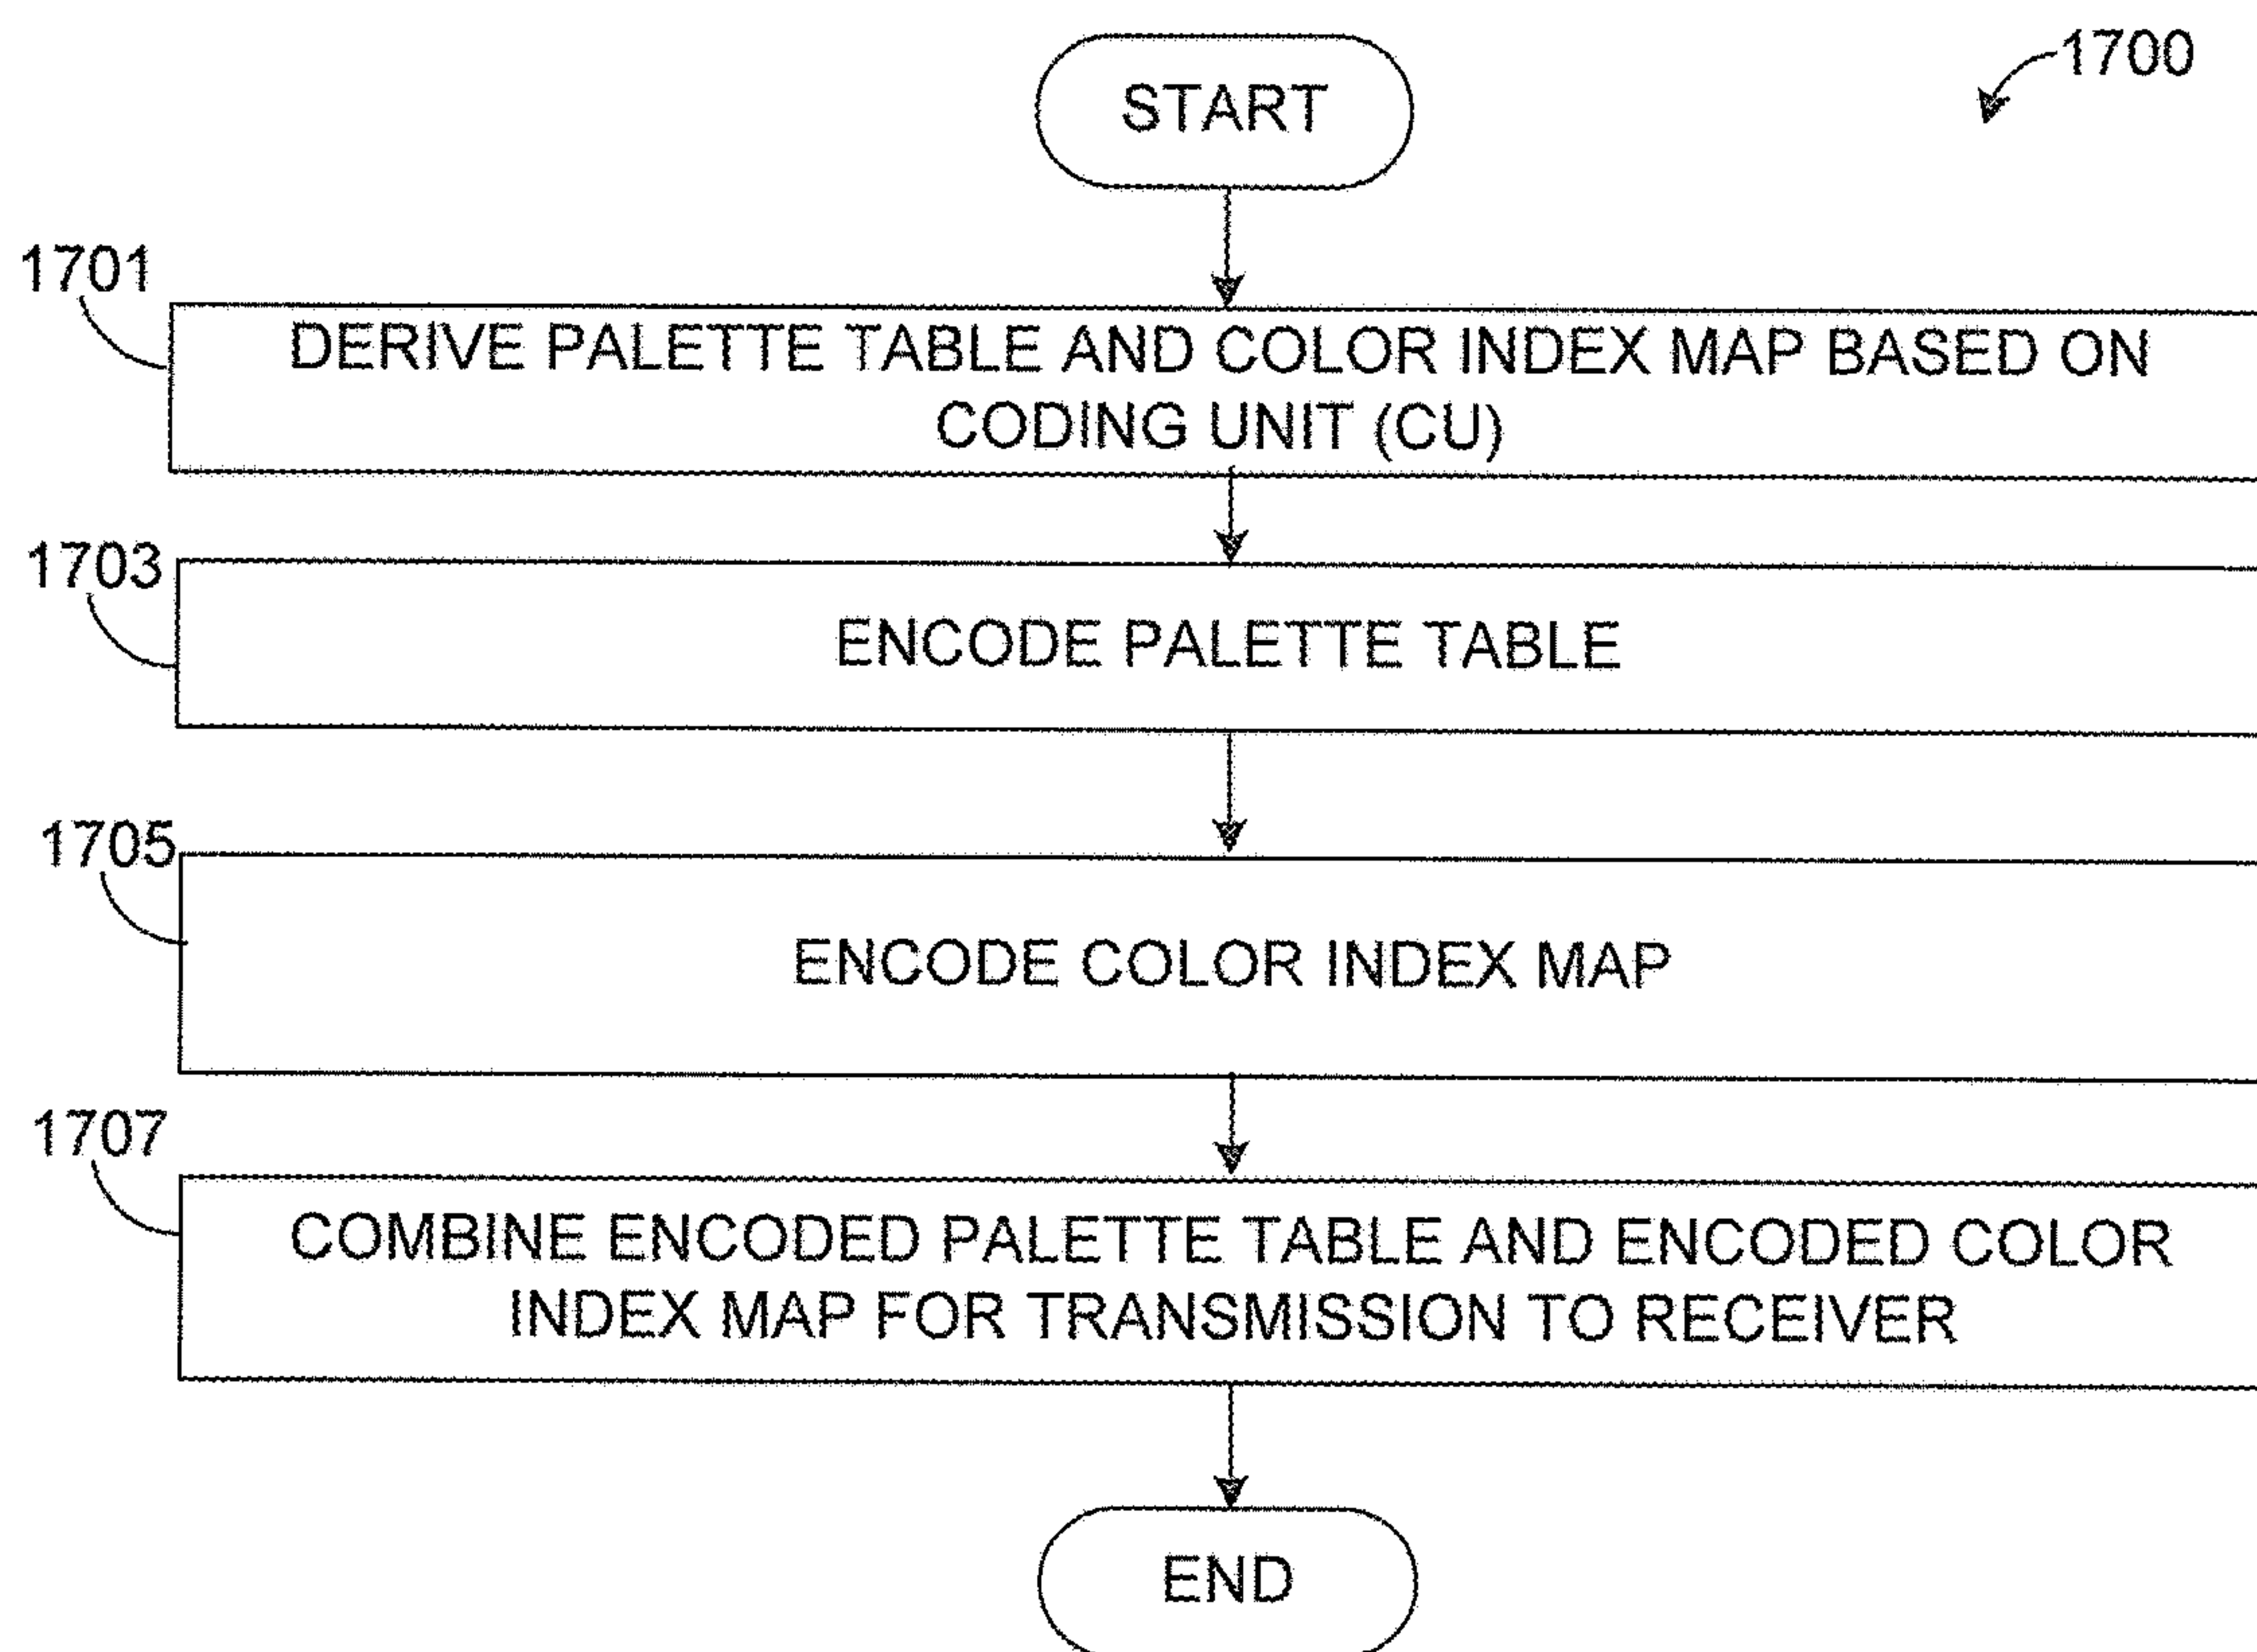 1700
START
1701
DERIVE PALETTE TABLE AND COLOR INDEX MAP BASED ON
CODING UNIT (CU)
1703
ENCODE PALETTE TABLE
1705
ENCODE COLOR INDEX MAP
1707
COMBINE ENCODED PALETTE TABLE AND ENCODED COLOR
INDEX MAP FOR TRANSMISSION TO RECEIVER
END